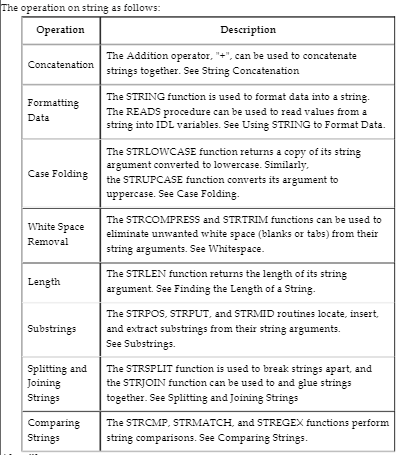 The operation on string as follows:
Operation Description
Concatenation
The Addition operator, "+", can be used to concatenate
strings together. See String Concatenation
Formatting
Data
The STRING function is used to format data into a string.
The READS procedure can be used to read values from a
string into IDL variables. See Using STRING to Format Data.
Case Folding
The STRLOWCASE function returns a copy of its string
argument converted to lowercase. Similarly,
the STRUPCASE function converts its argument to
uppercase. See Case Folding.
White Space
Removal
The STRCOMPRESS and STRTRIM functions can be used to
eliminate unwanted white space (blanks or tabs) from their
string arguments. See Whitespace.
Length
The STRLEN function returns the length of its string
argument. See Finding the Length of a String.
Substrings
The STRPOS, STRPUT, and STRMID routines locate, insert,
and extract substrings from their string arguments.
See Substrings.
Splitting and
Joining
Strings
The STRSPLIT function is used to break strings apart, and
the STRJOIN function can be used to and glue strings
together. See Splitting and Joining Strings
Comparing
Strings
The STRCMP, STRMATCH, and STREGEX functions perform
string comparisons. See Comparing Strings.